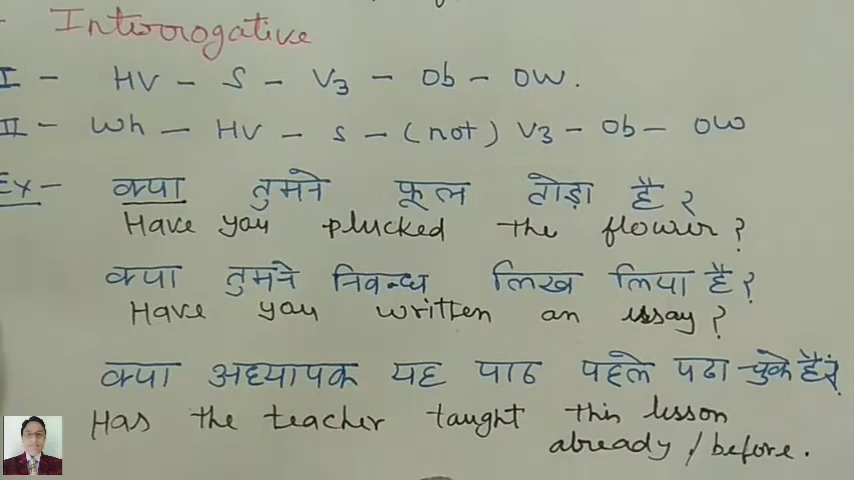 Interrogative
I - HV - S - V3 - Ob - OW.
II - Wh - HV - S - (not) V3 - Ob - OW
Ex - क्या तुमने फूल तोड़ा है?
Have you plucked the flower?
क्या तुमने निबन्ध लिख लिया है?
Have you written an essay?
क्या अध्यापक यह पाठ पहले पढा चुके हैं?
Has the teacher taught this lesson
already / before.